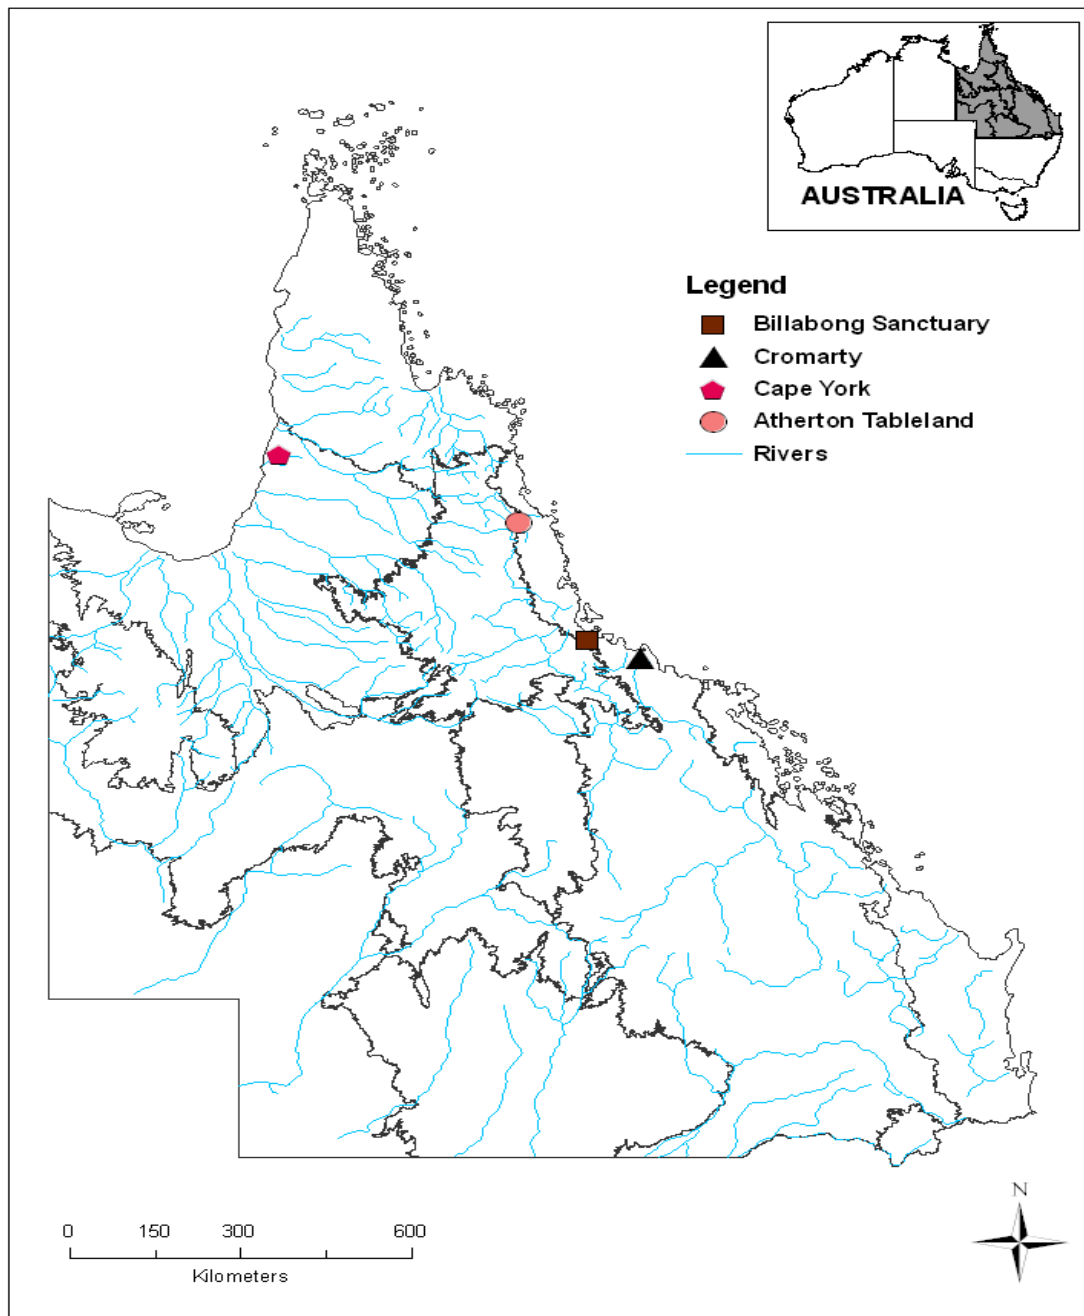 AUSTRALIA
Legend
Billabong Sanctuary
Cromarty
Cape York
Atherton Tableland
Rivers
N
0 150 300 600
Kilometers